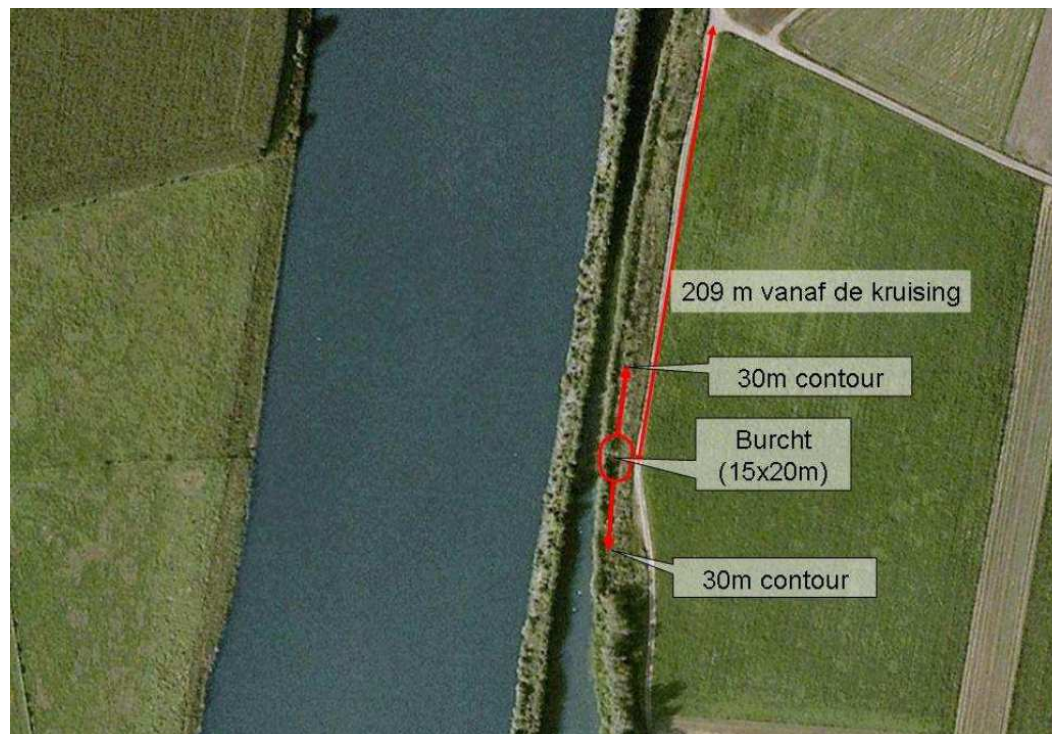 209 m vanaf de kruising
30m contour
Burcht
(15x20m)
30m contour